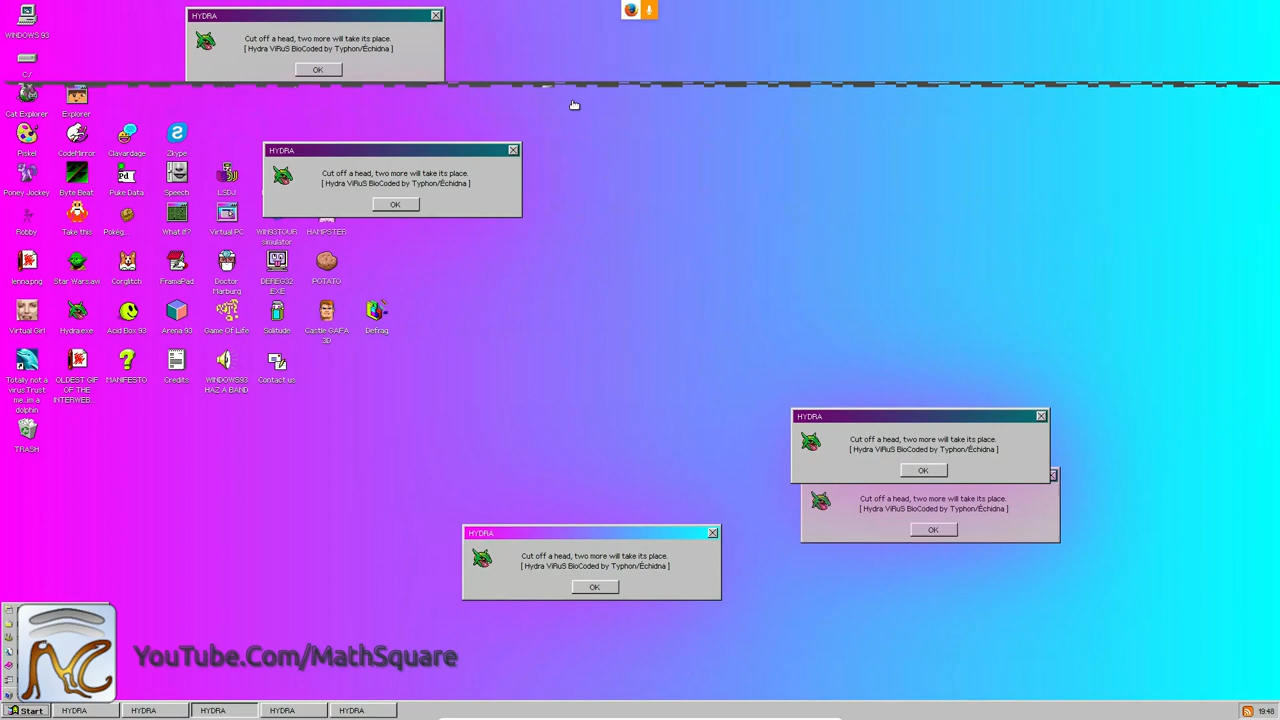 WINDOWS 93
C:/
HYDRA
Cut off a head, two more will take its place.
[ Hydra ViRuS BioCoded by Typhon/Échidna ]
OK
Cat Explorer
Explorer
Piskel
CodeMirror
Clavardage
Zkype
HYDRA
Cut off a head, two more will take its place.
[ Hydra ViRuS BioCoded by Typhon/Échidna ]
OK
Poney Jockey
Byte Beat
Puke Data
Speech
LSDJ
Robby
Take this
Pokég...
What If?
Virtual PC
WIN93TOUR
simulator
HAMPSTER
lenna.png
Star Wars.avi
Corglitch
FramaPad
Doctor
Marburg
DEFEG32
.EXE
POTATO
Virtual Girl
Hydra.exe
Acid Box 93
Arena 93
Game Of Life
Solitude
Castle GAFA
3D
Defrag
Totally not a
virus.Trust
me...im a
dolphin
OLDEST GIF
OF THE
INTERWEB...
MANIFESTO
Credits
WINDOWS93
HAZ A BAND
Contact us
TRASH
HYDRA
Cut off a head, two more will take its place.
[ Hydra ViRuS BioCoded by Typhon/Échidna ]
OK
Cut off a head, two more will take its place.
[ Hydra ViRuS BioCoded by Typhon/Échidna ]
OK
HYDRA
Cut off a head, two more will take its place.
[ Hydra ViRuS BioCoded by Typhon/Échidna ]
OK
YouTube.Com/MathSquare
Start
HYDRA
HYDRA
HYDRA
HYDRA
HYDRA
19:48